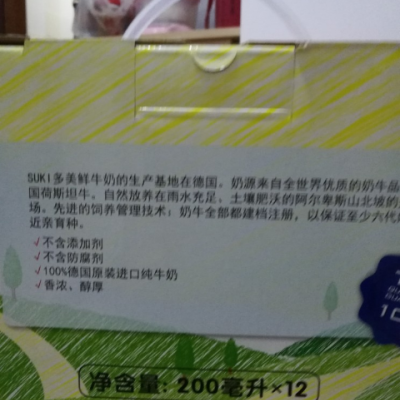 SUKI多美鲜牛奶的生产基地在德国。奶源来自全世界优质的奶牛品
国荷斯坦牛。自然放养在雨水充足、土壤肥沃的阿尔卑斯山北坡的
场。先进的饲养管理技术；奶牛全部都建档注册，以保证至少六代
近亲育种。
√不含添加剂
√不含防腐剂
√100%德国原装进口纯牛奶
√香浓、醇厚
净含量: 200毫升×12